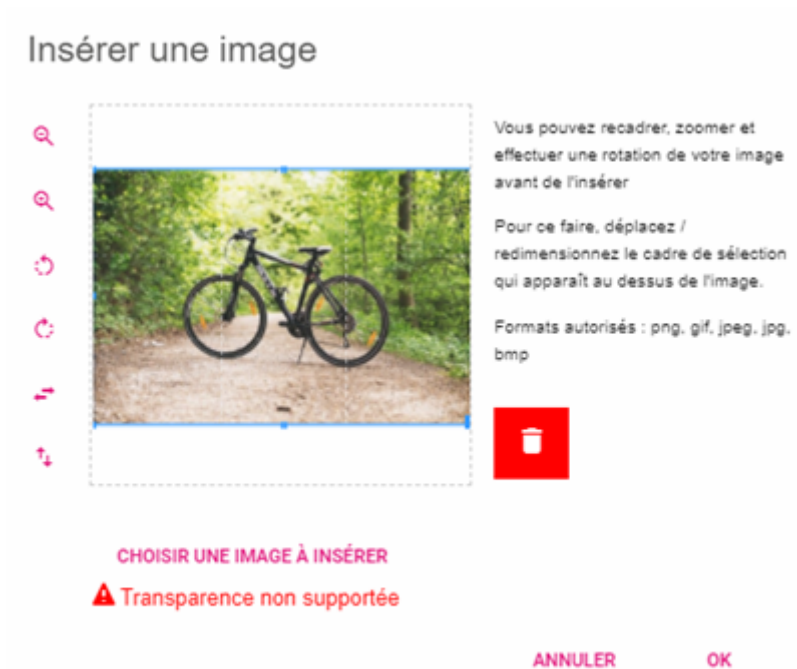 Insérer une image
Vous pouvez recadrer, zoomer et
effectuer une rotation de votre image
avant de l'insérer
Pour ce faire, déplacez /
redimensionnez le cadre de sélection
qui apparaît au dessus de l'image.
Formats autorisés : png, gif, jpeg, jpg,
bmp
CHOISIR UNE IMAGE À INSÉRER
Transparence non supportée
ANNULER OK